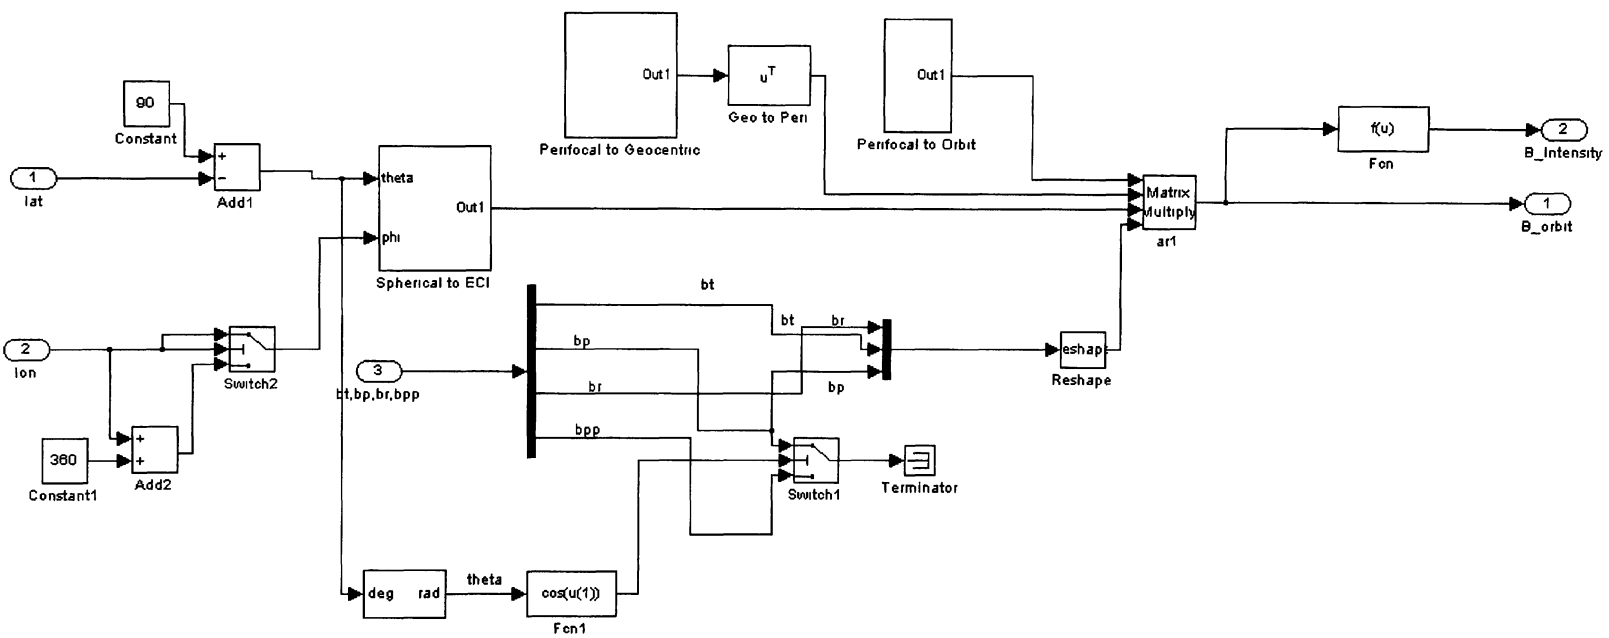 90
Constant
1
lat
+
−
Add1
theta
phi
Out1
Spherical to ECI
Out1
Perifocal to Geocentric
u^T
Geo to Peri
Out1
Perifocal to Orbit
Matrix
Multiply
ar1
f(u)
Fcn
2
B_Intensity
1
B_orbit
2
lon
Switch2
360
Constant1
+
+
Add2
3
bt,bp,br,bpp
bt
bp
br
bpp
bt
br
bp
eshap
Reshape
Switch1
Terminator
deg rad
theta
cos(u(1))
Fcn1